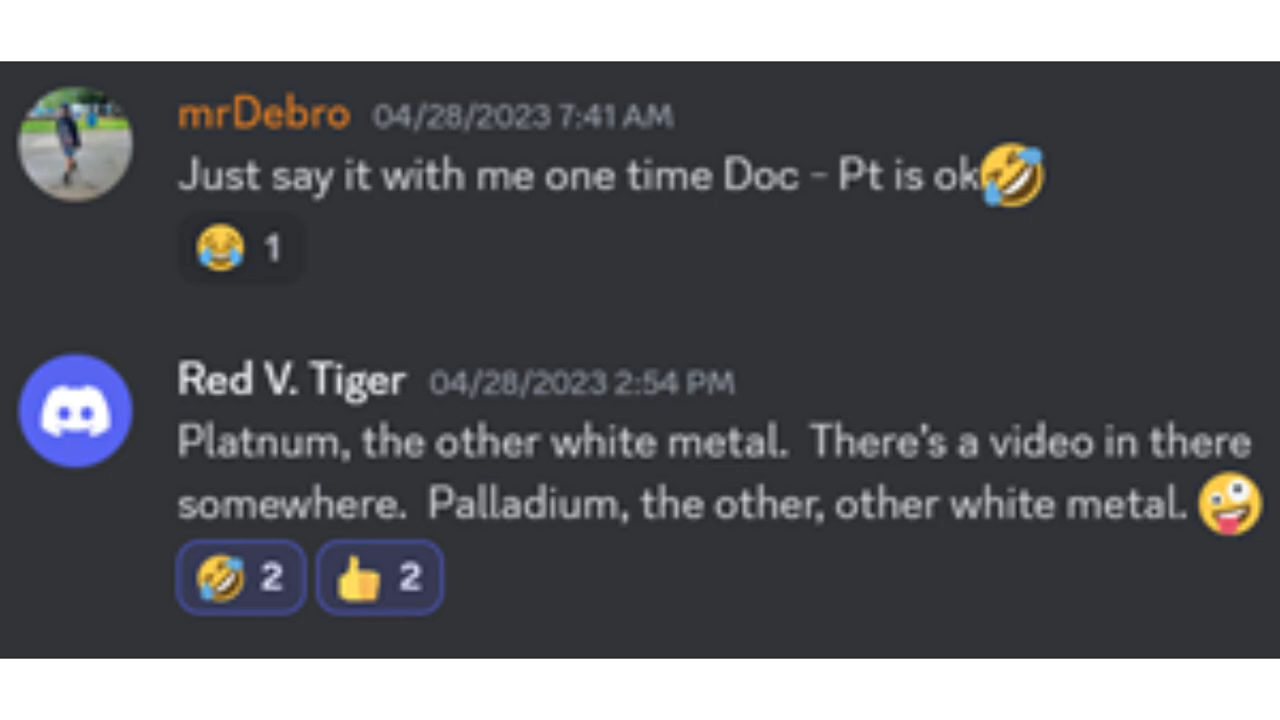 mrDebro 04/28/2023 7:41 AM
Just say it with me one time Doc - Pt is ok🤣
😂 1
Red V. Tiger 04/28/2023 2:54 PM
Platnum, the other white metal.  There's a video in there
somewhere.  Palladium, the other, other white metal. 🤪
🤣 2 👍 2